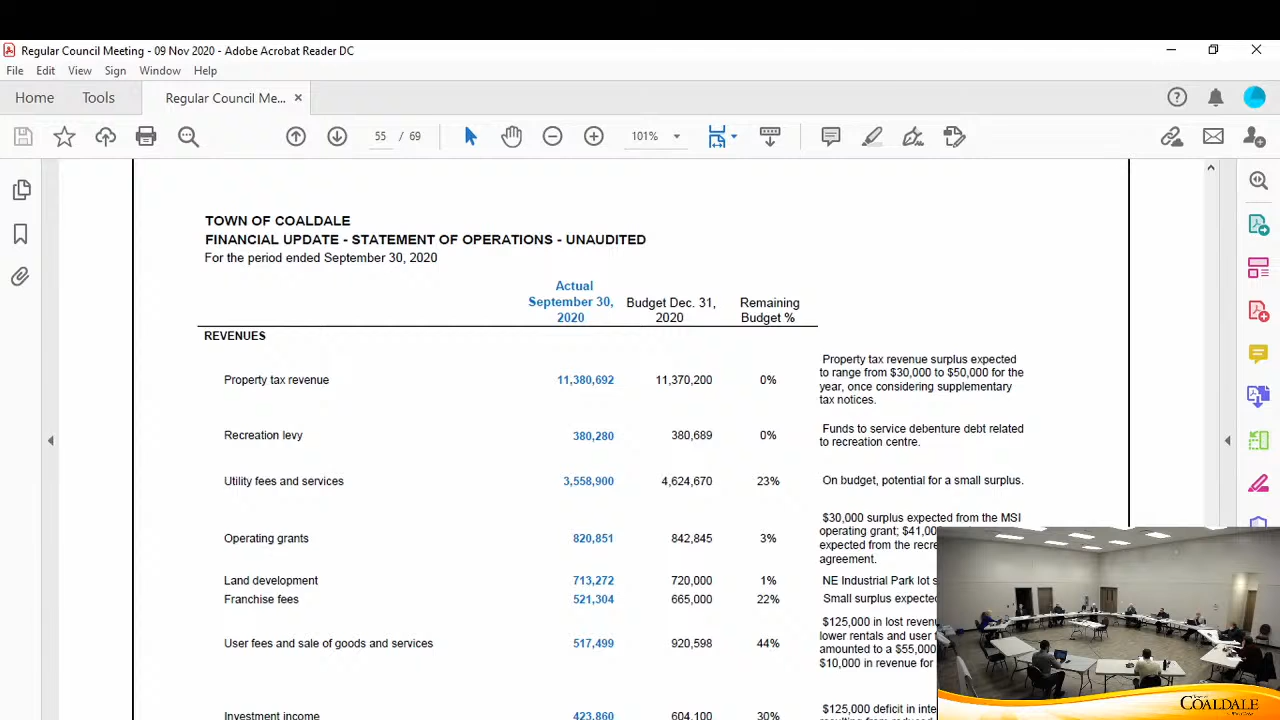 Regular Council Meeting - 09 Nov 2020 - Adobe Acrobat Reader DC
File Edit View Sign Window Help
Home Tools Regular Council Me... ×
55 / 69 101%
TOWN OF COALDALE
FINANCIAL UPDATE - STATEMENT OF OPERATIONS - UNAUDITED
For the period ended September 30, 2020
Actual
September 30, Budget Dec. 31, Remaining
2020 2020 Budget %
REVENUES
Property tax revenue 11,380,692 11,370,200 0%
Property tax revenue surplus expected
to range from $30,000 to $50,000 for the
year, once considering supplementary
tax notices.
Recreation levy 380,280 380,689 0%
Funds to service debenture debt related
to recreation centre.
Utility fees and services 3,558,900 4,624,670 23% On budget, potential for a small surplus.
Operating grants 820,851 842,845 3%
$30,000 surplus expected from the MSI
operating grant; $41,00
expected from the recre
agreement.
Land development 713,272 720,000 1% NE Industrial Park lot s
Franchise fees 521,304 665,000 22% Small surplus expected
User fees and sale of goods and services 517,499 920,598 44%
$125,000 in lost revenu
lower rentals and user f
amounted to a $55,000
$10,000 in revenue for
Investment income 423,860 604,100 30% $125,000 deficit in inte
COALDALE